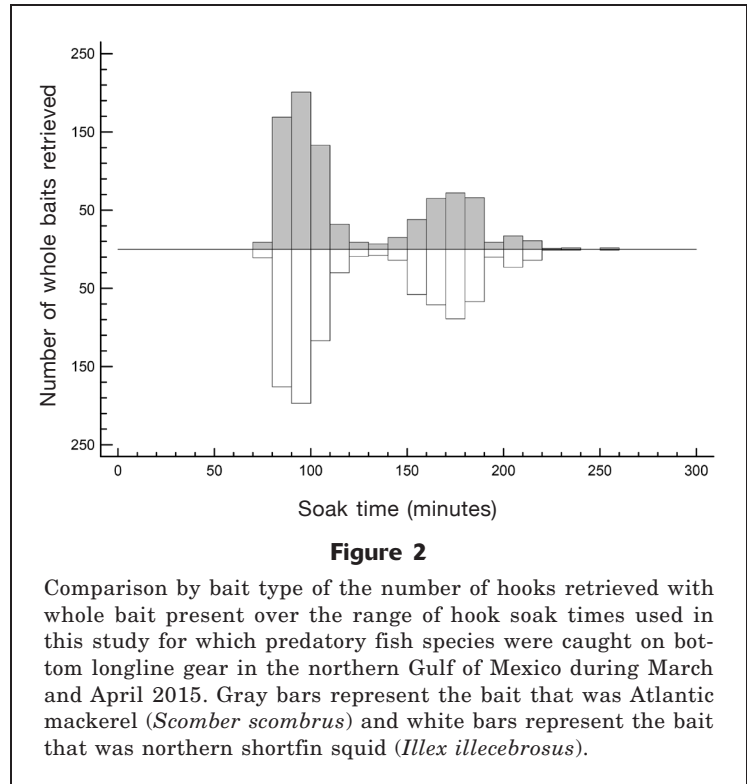 250
150
50
50
150
250
Number of whole baits retrieved
0 50 100 150 200 250 300
Soak time (minutes)
Figure 2
Comparison by bait type of the number of hooks retrieved with
whole bait present over the range of hook soak times used in
this study for which predatory fish species were caught on bot-
tom longline gear in the northern Gulf of Mexico during March
and April 2015. Gray bars represent the bait that was Atlantic
mackerel (Scomber scombrus) and white bars represent the bait
that was northern shortfin squid (Illex illecebrosus).